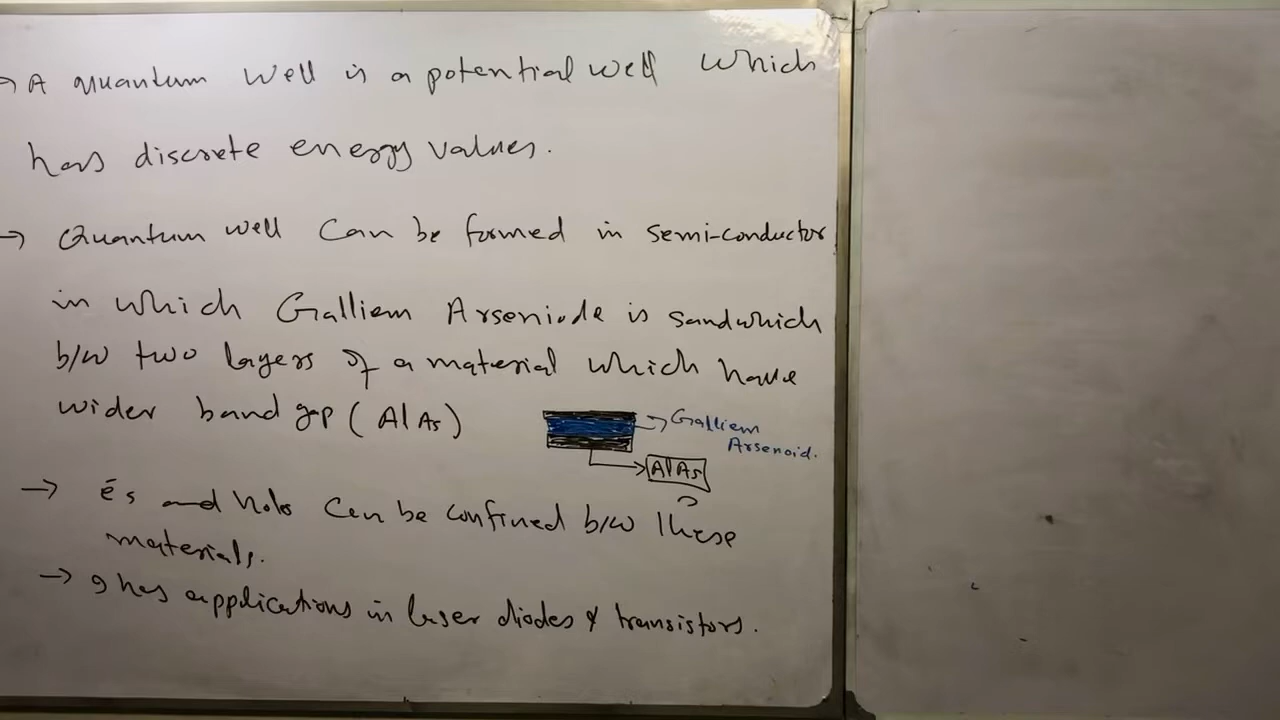 → A quantum well is a potential well which
has discrete energy values.
→ Quantum well can be formed in semi-conductor
in which Galliem Arseniode is sandwhich
b/w two layers of a material which have
wider band gap (AlAs)
→ Galliem
Arsenoid.
→ AlAs
→ e̅s and holes can be confined b/w these
materials.
→ It has applications in laser diodes & transistors.